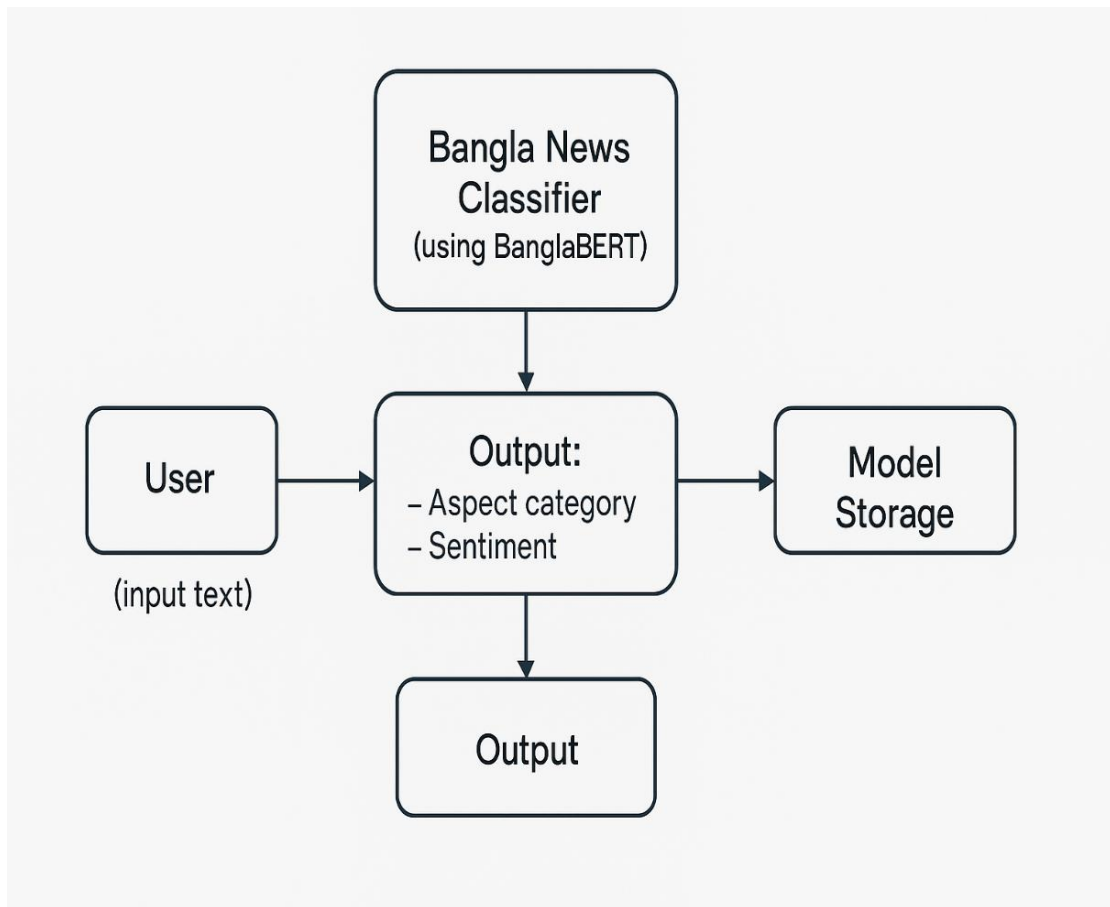 Bangla News
Classifier
(using BanglaBERT)
User
(input text)
Output:
– Aspect category
– Sentiment
Model
Storage
Output